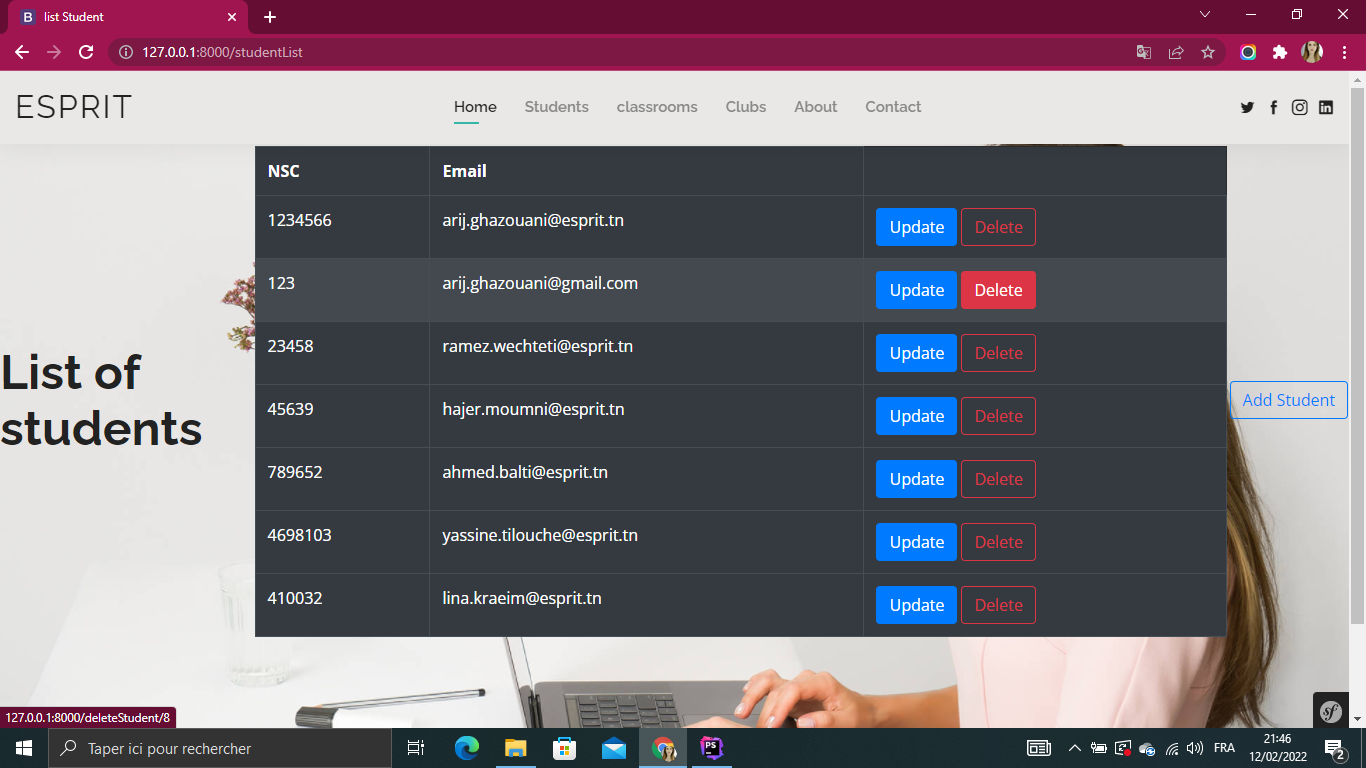 list Student
127.0.0.1:8000/studentList
ESPRIT
Home Students classrooms Clubs About Contact
NSC Email
1234566 arij.ghazouani@esprit.tn Update Delete
123 arij.ghazouani@gmail.com Update Delete
23458 ramez.wechteti@esprit.tn Update Delete
List of
students
45639 hajer.moumni@esprit.tn Update Delete
Add Student
789652 ahmed.balti@esprit.tn Update Delete
4698103 yassine.tilouche@esprit.tn Update Delete
410032 lina.kraeim@esprit.tn Update Delete
127.0.0.1:8000/deleteStudent/8
Taper ici pour rechercher
FRA
21:46
12/02/2022
2